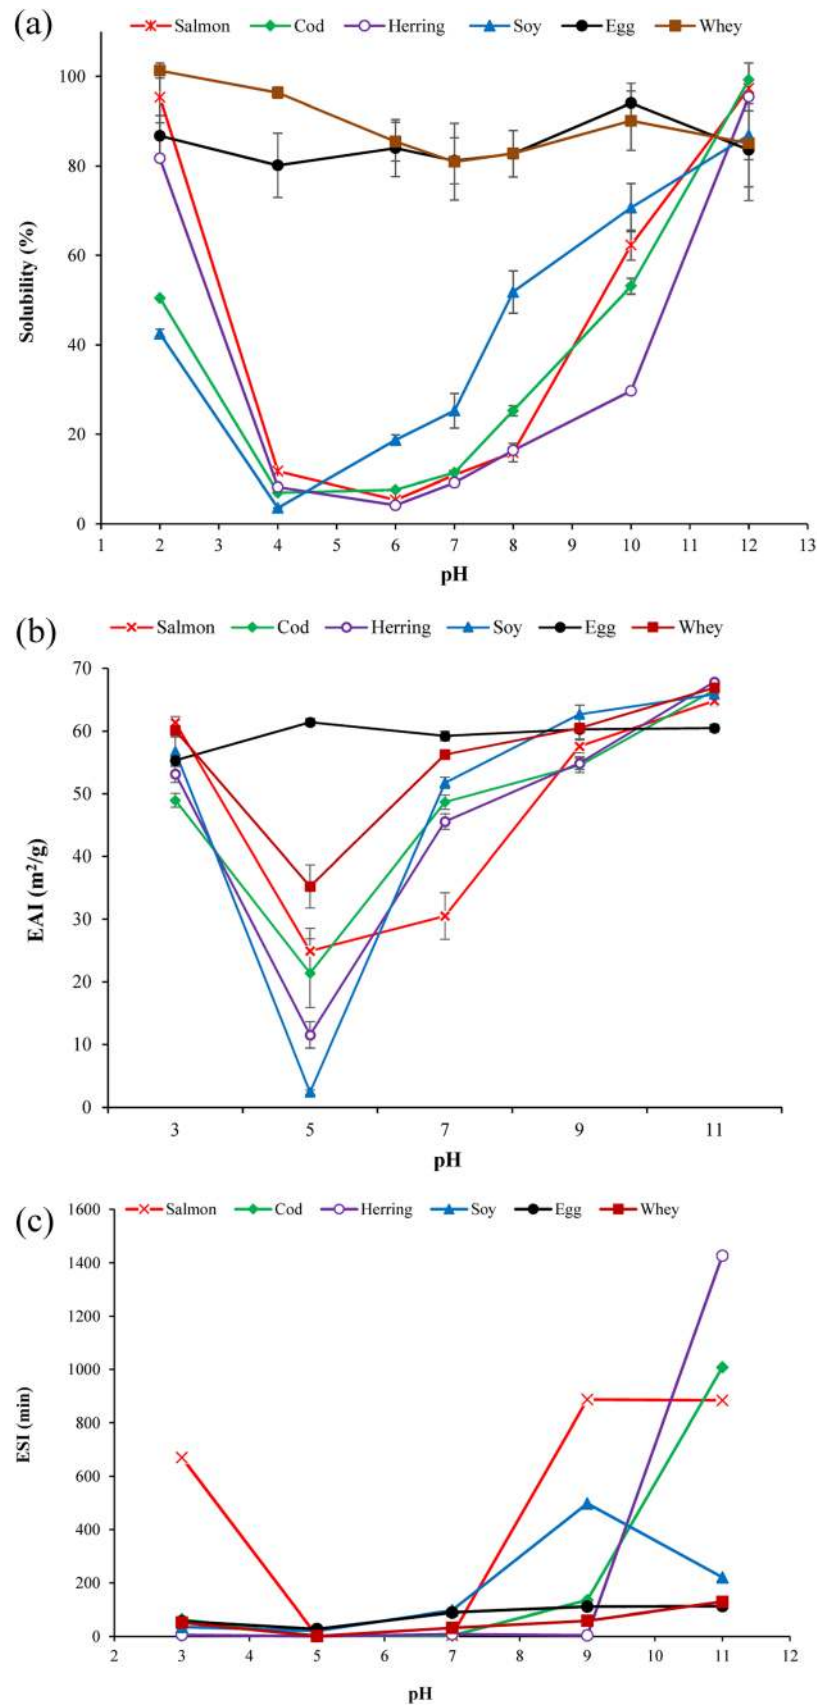 (a)
Salmon Cod Herring Soy Egg Whey
100
80
60
40
20
0
Solubility (%)
1 2 3 4 5 6 7 8 9 10 11 12 13
pH
(b)
Salmon Cod Herring Soy Egg Whey
70
60
50
40
30
20
10
0
EAI (m²/g)
3 5 7 9 11
pH
(c)
Salmon Cod Herring Soy Egg Whey
1600
1400
1200
1000
800
600
400
200
0
ESI (min)
2 3 4 5 6 7 8 9 10 11 12
pH